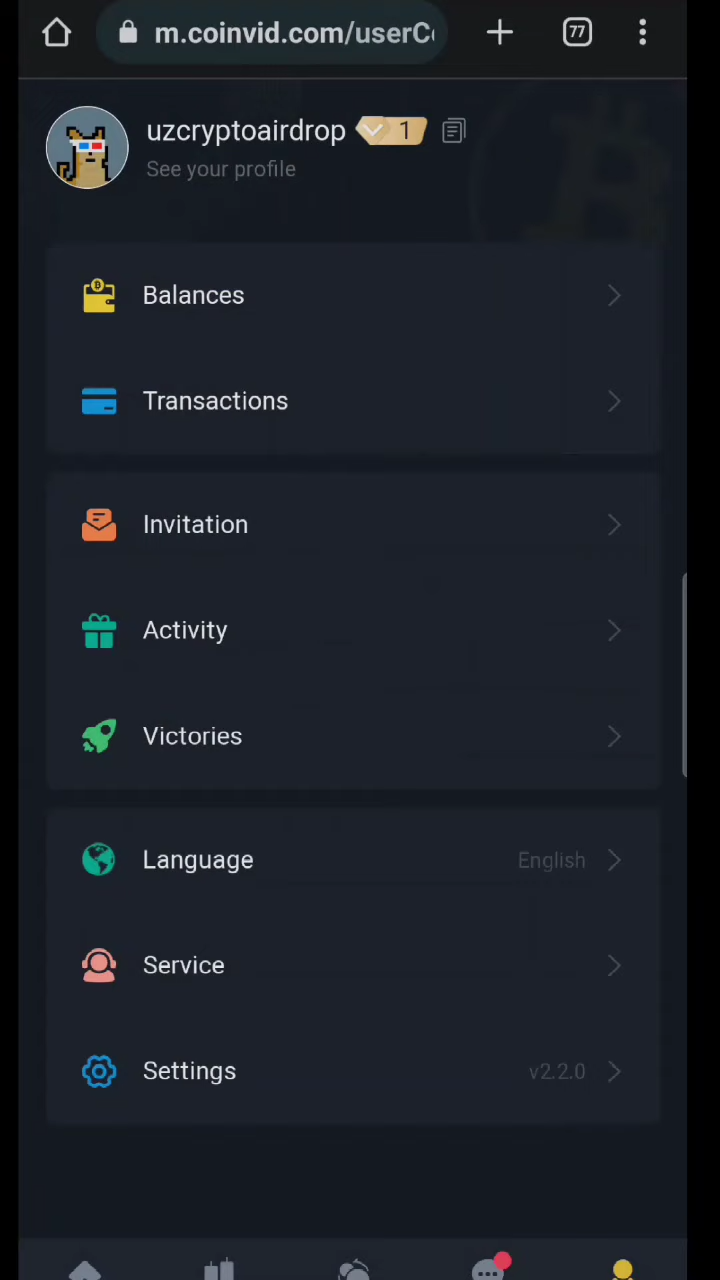 m.coinvid.com/userC
77
uzcryptoairdrop
1
See your profile
Balances
Transactions
Invitation
Activity
Victories
Language
English
Service
Settings
v2.2.0